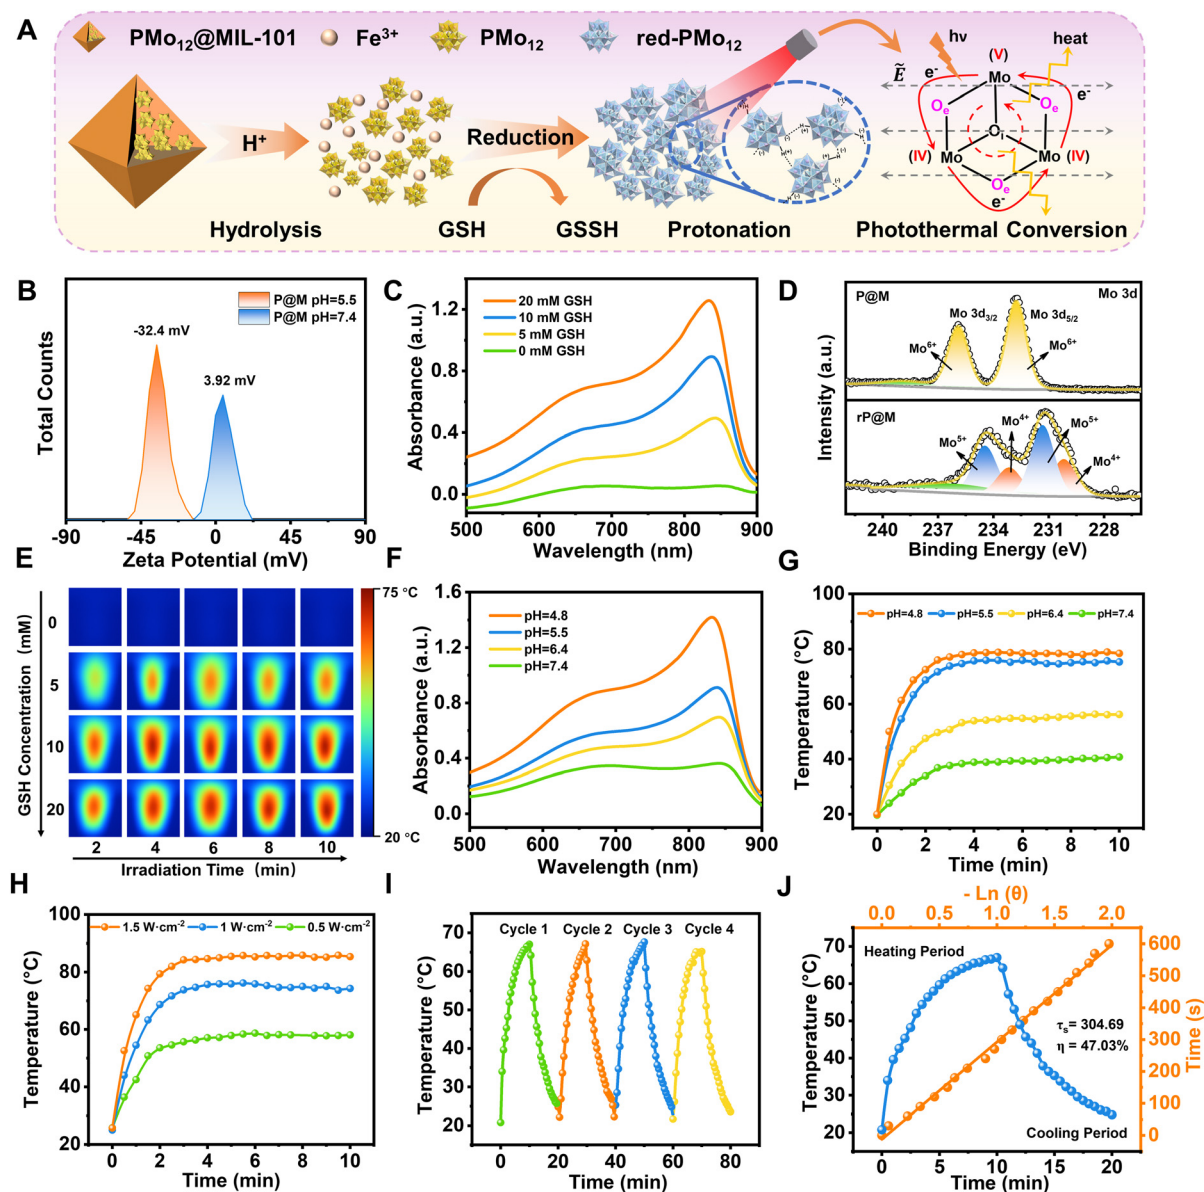 A
PMo12@MIL-101
Fe3+
PMo12
red-PMo12
hν
heat
(V)
Ẽ
e-
Mo
e-
Oe
Oe
H+
Reduction
Oi
(IV)
Mo
Mo
(IV)
Oe
e-
Hydrolysis
GSH
GSSH
Protonation
Photothermal Conversion
B
P@M pH=5.5
P@M pH=7.4
-32.4 mV
3.92 mV
Total Counts
-90 -45 0 45 90
Zeta Potential (mV)
C
20 mM GSH
10 mM GSH
5 mM GSH
0 mM GSH
1.2
0.8
0.4
0.0
Absorbance (a.u.)
500 600 700 800 900
Wavelength (nm)
D
P@M
Mo 3d
Mo 3d3/2
Mo 3d5/2
Mo6+
Mo6+
rP@M
Mo5+
Mo4+
Mo5+
Mo4+
Intensity (a.u.)
240 237 234 231 228
Binding Energy (eV)
E
75 °C
0
5
10
20
20 °C
GSH Concentration (mM)
2 4 6 8 10
Irradiation Time (min)
F
pH=4.8
pH=5.5
pH=6.4
pH=7.4
1.6
1.2
0.8
0.4
0.0
Absorbance (a.u.)
500 600 700 800 900
Wavelength (nm)
G
pH=4.8 pH=5.5 pH=6.4 pH=7.4
100
80
60
40
20
Temperature (°C)
0 2 4 6 8 10
Time (min)
H
1.5 W·cm-2 1 W·cm-2 0.5 W·cm-2
100
80
60
40
20
Temperature (°C)
0 2 4 6 8 10
Time (min)
I
Cycle 1 Cycle 2 Cycle 3 Cycle 4
70
60
50
40
30
20
Temperature (°C)
0 20 40 60 80
Time (min)
J
- Ln (θ)
0.0 0.5 1.0 1.5 2.0
Heating Period
τs= 304.69
η = 47.03%
Cooling Period
70
60
50
40
30
20
Temperature (°C)
600
500
400
300
200
100
0
Time (s)
0 5 10 15 20
Time (min)